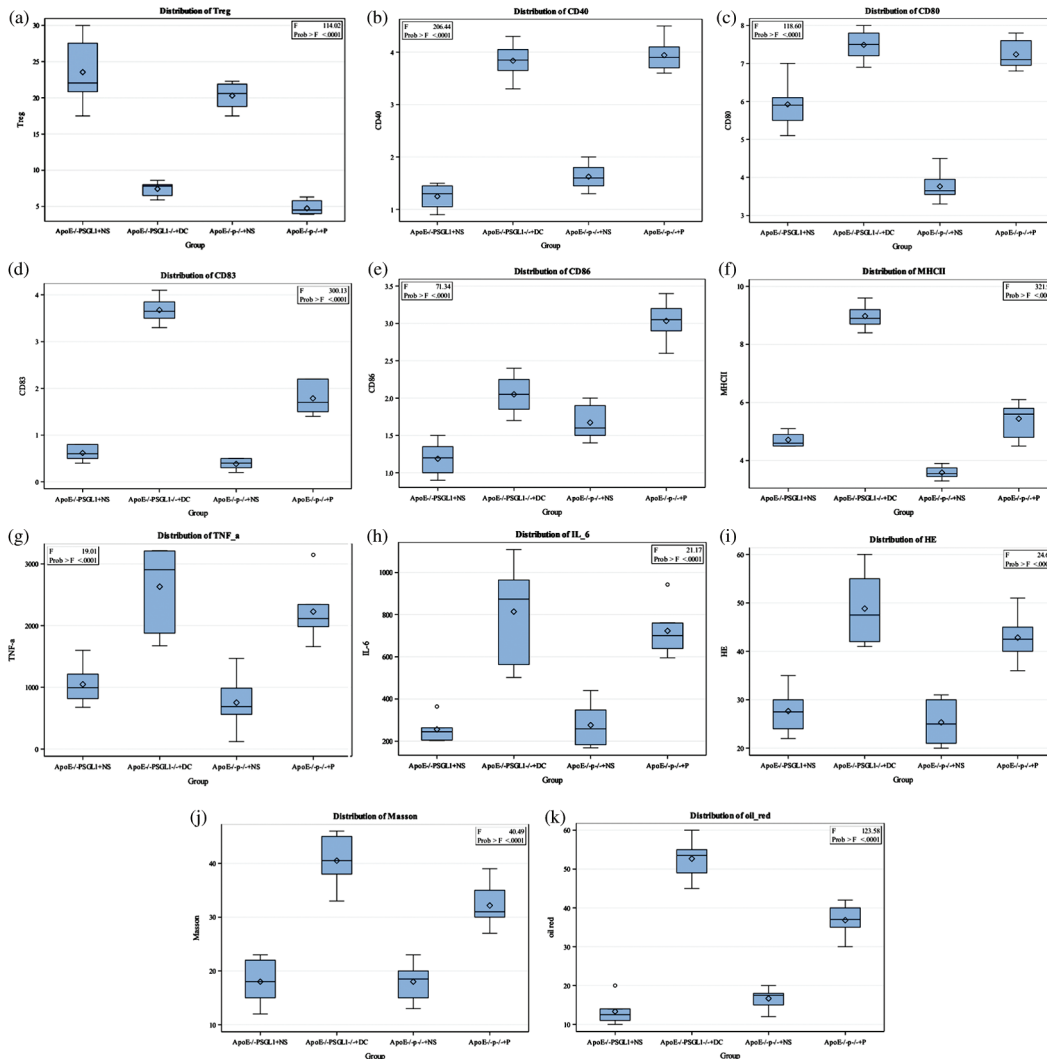 (a)
Distribution of Treg
F 114.02
Prob > F <.0001
30
25
20
15
10
5
Treg
ApoE-/-PSGL1+NS ApoE-/-PSGL1-/-+DC ApoE-/-p-/-+NS ApoE-/-p-/-+P
Group
(b)
Distribution of CD40
F 206.44
Prob > F <.0001
4
3
2
1
CD40
ApoE-/-PSGL1+NS ApoE-/-PSGL1-/-+DC ApoE-/-p-/-+NS ApoE-/-p-/-+P
Group
(c)
Distribution of CD80
F 118.60
Prob > F <.0001
8
7
6
5
4
3
CD80
ApoE-/-PSGL1+NS ApoE-/-PSGL1-/-+DC ApoE-/-p-/-+NS ApoE-/-p-/-+P
Group
(d)
Distribution of CD83
F 300.13
Prob > F <.0001
4
3
2
1
0
CD83
ApoE-/-PSGL1+NS ApoE-/-PSGL1-/-+DC ApoE-/-p-/-+NS ApoE-/-p-/-+P
Group
(e)
Distribution of CD86
F 71.34
Prob > F <.0001
3.5
3.0
2.5
2.0
1.5
1.0
CD86
ApoE-/-PSGL1+NS ApoE-/-PSGL1-/-+DC ApoE-/-p-/-+NS ApoE-/-p-/-+P
Group
(f)
Distribution of MHCII
F
Prob > F
10
8
6
4
MHCII
ApoE-/-PSGL1+NS ApoE-/-PSGL1-/-+DC ApoE-/-p-/-+NS ApoE-/-p-/-+P
Group
(g)
Distribution of TNF_a
F 19.01
Prob > F <.0001
3000
2000
1000
0
TNF-a
ApoE-/-PSGL1+NS ApoE-/-PSGL1-/-+DC ApoE-/-p-/-+NS ApoE-/-p-/-+P
Group
(h)
Distribution of IL_6
F 21.17
Prob > F <.0001
1000
800
600
400
200
IL-6
ApoE-/-PSGL1+NS ApoE-/-PSGL1-/-+DC ApoE-/-p-/-+NS ApoE-/-p-/-+P
Group
(i)
Distribution of HE
F
Prob > F
60
50
40
30
20
HE
ApoE-/-PSGL1+NS ApoE-/-PSGL1-/-+DC ApoE-/-p-/-+NS ApoE-/-p-/-+P
Group
(j)
Distribution of Masson
F 40.49
Prob > F <.0001
40
30
20
10
Masson
ApoE-/-PSGL1+NS ApoE-/-PSGL1-/-+DC ApoE-/-p-/-+NS ApoE-/-p-/-+P
Group
(k)
Distribution of oil_red
F 123.58
Prob > F <.0001
60
50
40
30
20
10
oil red
ApoE-/-PSGL1+NS ApoE-/-PSGL1-/-+DC ApoE-/-p-/-+NS ApoE-/-p-/-+P
Group